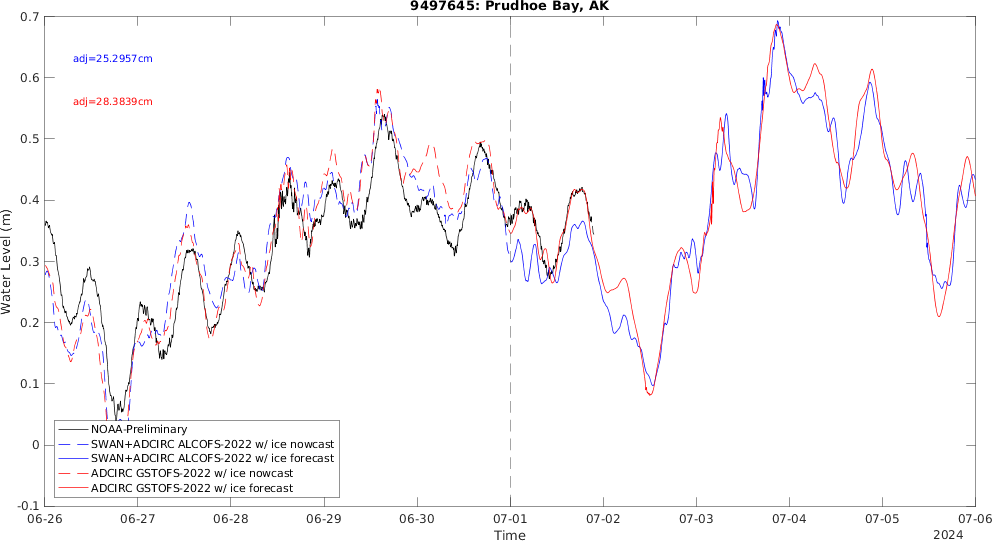 9497645: Prudhoe Bay, AK
adj=25.2957cm
adj=28.3839cm
Water Level (m)
0.7
0.6
0.5
0.4
0.3
0.2
0.1
0
-0.1
NOAA-Preliminary
SWAN+ADCIRC ALCOFS-2022 w/ ice nowcast
SWAN+ADCIRC ALCOFS-2022 w/ ice forecast
ADCIRC GSTOFS-2022 w/ ice nowcast
ADCIRC GSTOFS-2022 w/ ice forecast
06-26 06-27 06-28 06-29 06-30 07-01 07-02 07-03 07-04 07-05 07-06
Time
2024